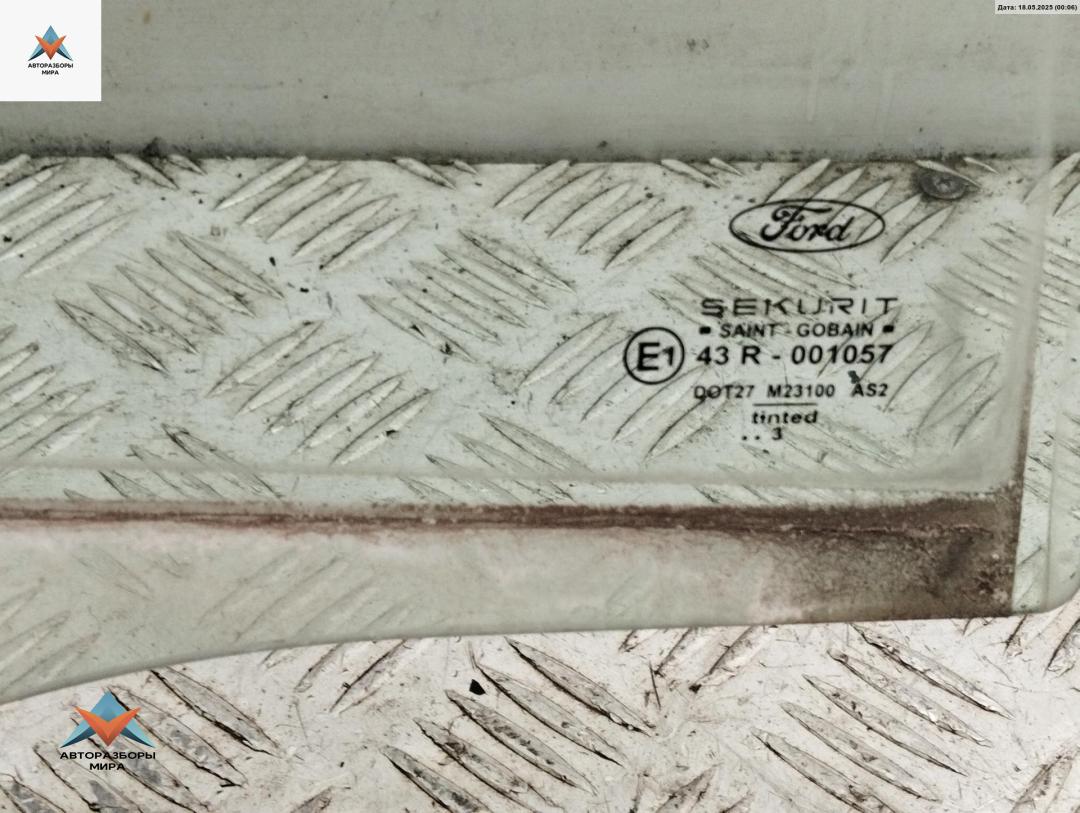 Дата: 18.05.2025 (00:06)
АВТОРАЗБОРЫ
МИРА
Ford
SEKURIT
SAINT - GOBAIN
E1 43 R - 001057
DOT27 M23100 AS2
tinted
.. 3
АВТОРАЗБОРЫ
МИРА